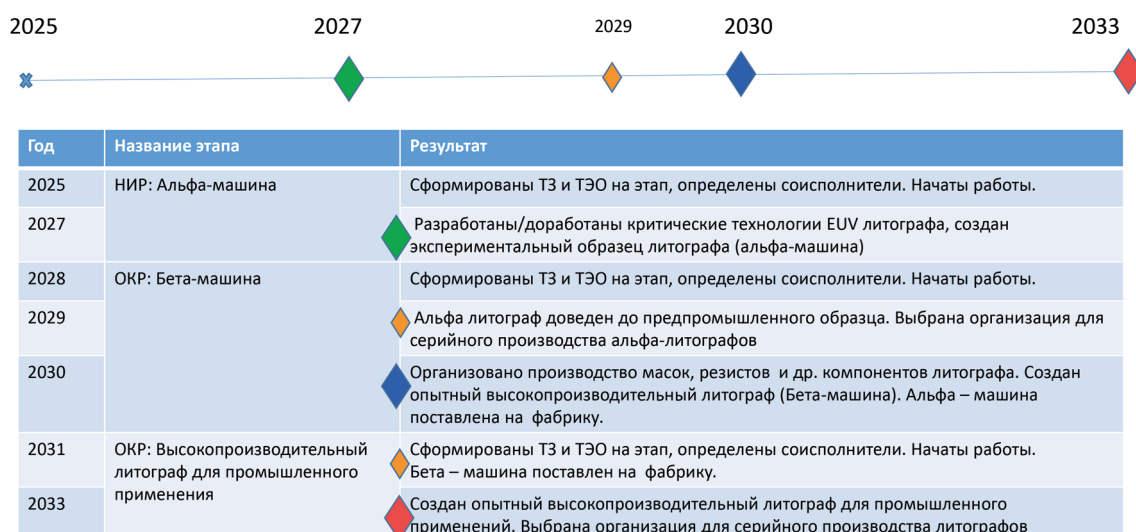 2025
2027
2029
2030
2033
Год Название этапа Результат
2025 НИР: Альфа-машина Сформированы ТЗ и ТЭО на этап, определены соисполнители. Начаты работы.
2027 Разработаны/доработаны критические технологии EUV литографа, создан
экспериментальный образец литографа (альфа-машина)
2028 ОКР: Бета-машина Сформированы ТЗ и ТЭО на этап, определены соисполнители. Начаты работы.
2029 Альфа литограф доведен до предпромышленного образца. Выбрана организация для
серийного производства альфа-литографов
2030 Организовано производство масок, резистов и др. компонентов литографа. Создан
опытный высокопроизводительный литограф (Бета-машина). Альфа – машина
поставлена на фабрику.
2031 ОКР: Высокопроизводительный
литограф для промышленного
применения
Сформированы ТЗ и ТЭО на этап, определены соисполнители. Начаты работы.
Бета – машина поставлен на фабрику.
2033 Создан опытный высокопроизводительный литограф для промышленного
применений. Выбрана организация для серийного производства литографов